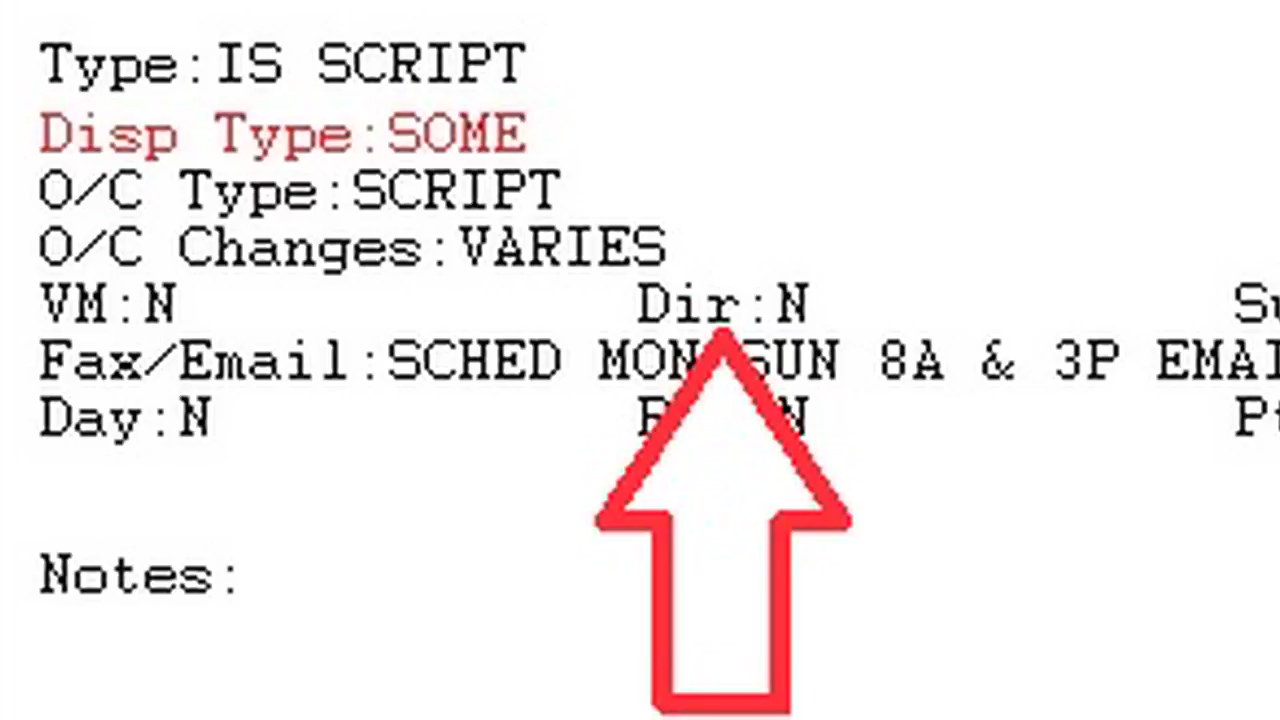 Type:IS SCRIPT
Disp Type:SOME
O/C Type:SCRIPT
O/C Changes:VARIES
VM:N Dir:N
Fax/Email:SCHED MON SUN 8A & 3P
Day:N
Notes: